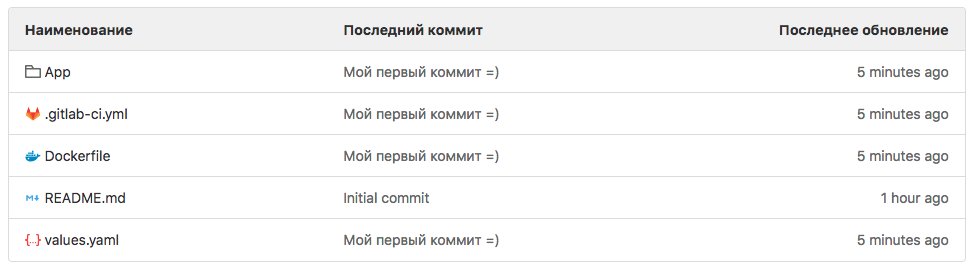 Наименование Последний коммит Последнее обновление
App Мой первый коммит =) 5 minutes ago
.gitlab-ci.yml Мой первый коммит =) 5 minutes ago
Dockerfile Мой первый коммит =) 5 minutes ago
README.md Initial commit 1 hour ago
values.yaml Мой первый коммит =) 5 minutes ago